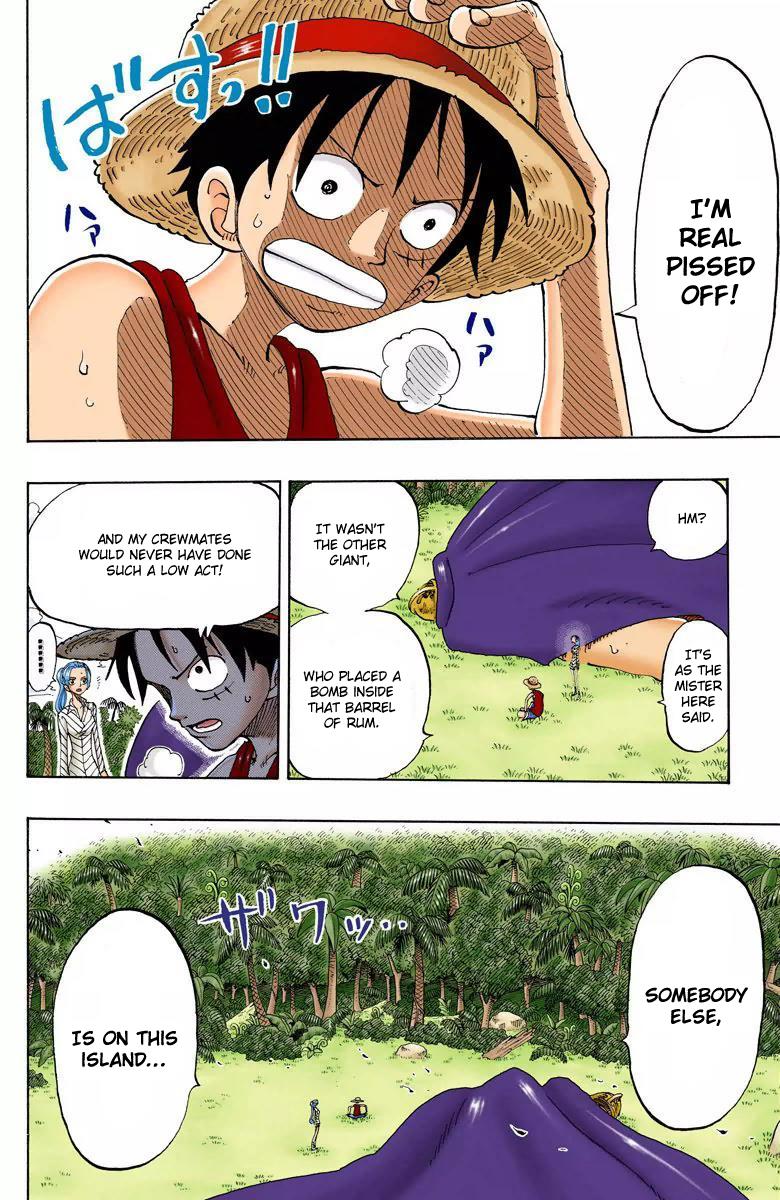 ばすっ!!
ハァ
ハァ
I'M
REAL
PISSED
OFF!
HM?
IT'S
AS THE
MISTER
HERE
SAID.
IT WASN'T
THE OTHER
GIANT,
WHO PLACED A
BOMB INSIDE
THAT BARREL
OF RUM.
AND MY CREWMATES
WOULD NEVER HAVE DONE
SUCH A LOW ACT!
SOMEBODY
ELSE,
ザワッ..
IS ON THIS
ISLAND...